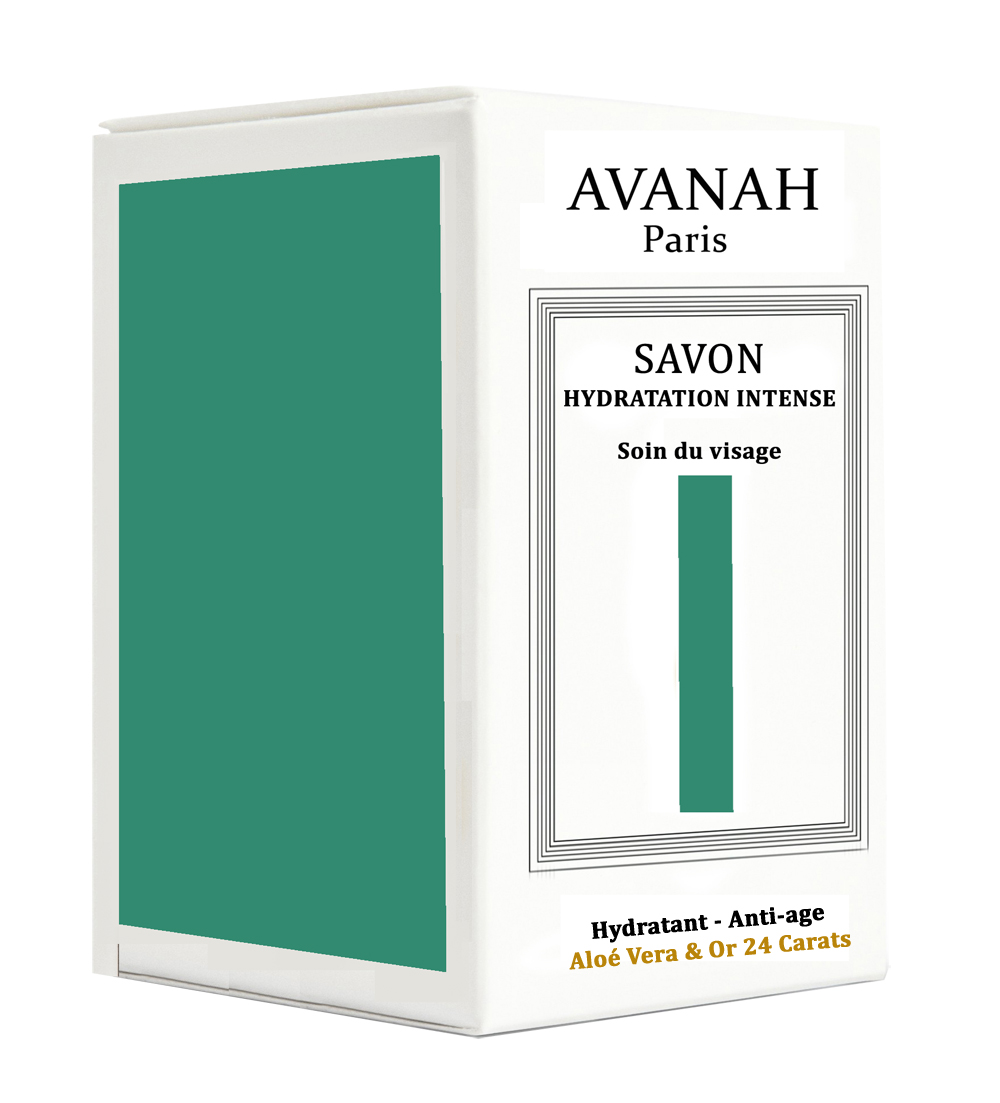 AVANAH
Paris
SAVON
HYDRATATION INTENSE
Soin du visage
Hydratant - Anti-age
Aloé Vera & Or 24 Carats